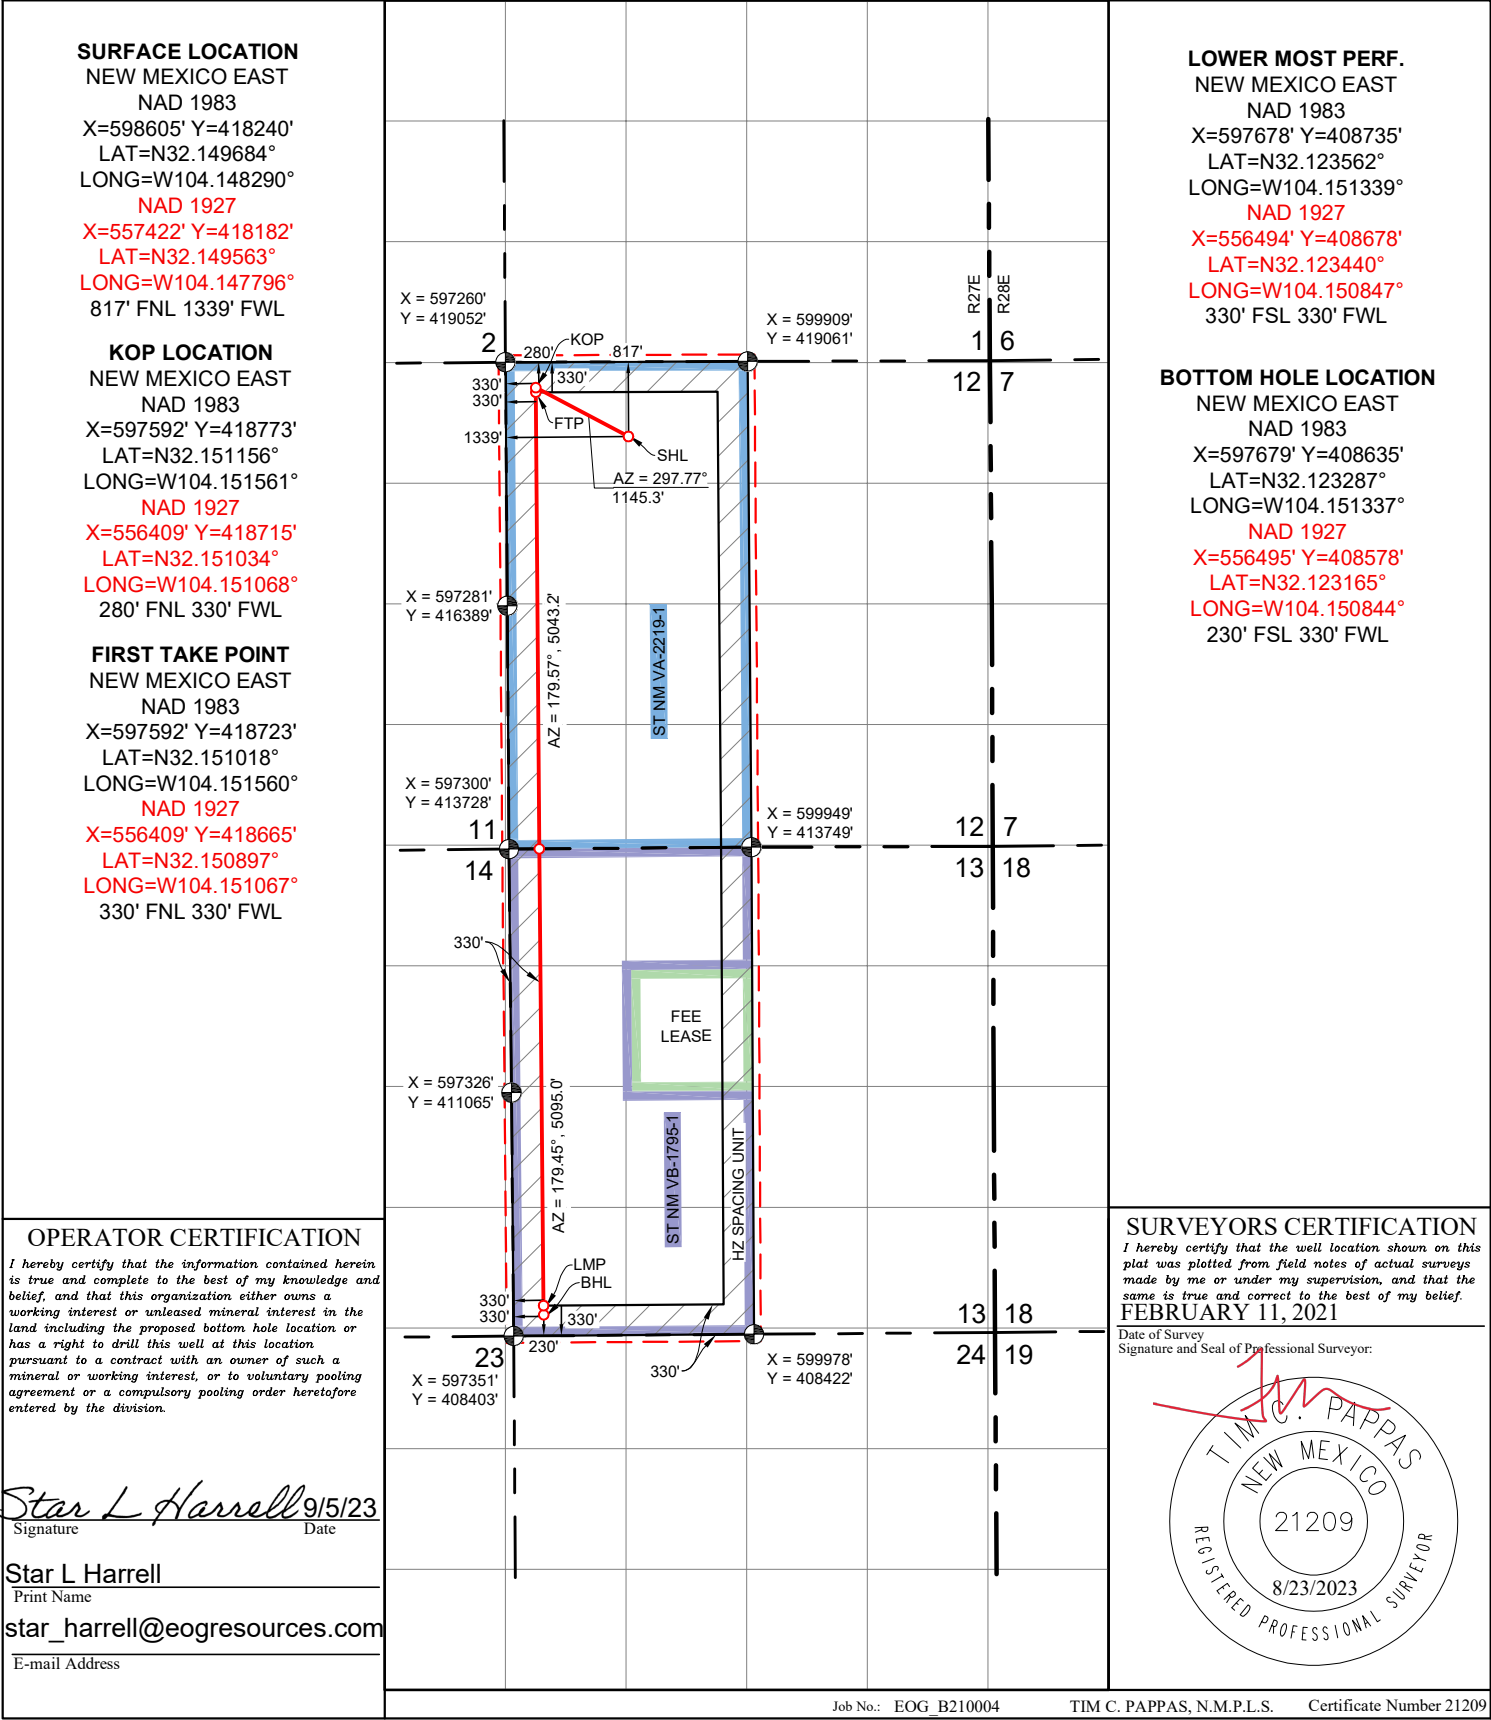 SURFACE LOCATION
NEW MEXICO EAST
NAD 1983
X=598605' Y=418240'
LAT=N32.149684°
LONG=W104.148290°
NAD 1927
X=557422' Y=418182'
LAT=N32.149563°
LONG=W104.147796°
817' FNL 1339' FWL
KOP LOCATION
NEW MEXICO EAST
NAD 1983
X=597592' Y=418773'
LAT=N32.151156°
LONG=W104.151561°
NAD 1927
X=556409' Y=418715'
LAT=N32.151034°
LONG=W104.151068°
280' FNL 330' FWL
FIRST TAKE POINT
NEW MEXICO EAST
NAD 1983
X=597592' Y=418723'
LAT=N32.151018°
LONG=W104.151560°
NAD 1927
X=556409' Y=418665'
LAT=N32.150897°
LONG=W104.151067°
330' FNL 330' FWL
R27E
R28E
X = 597260'
Y = 419052'
X = 599909'
Y = 419061'
2
280'
KOP
817'
1
6
12
7
330'
330'
330'
FTP
1339'
SHL
AZ = 297.77°
1145.3'
X = 597281'
Y = 416389'
AZ = 179.57°, 5043.2'
ST NM VA-2219-1
X = 597300'
Y = 413728'
X = 599949'
Y = 413749'
11
14
12
7
13
18
330'
FEE
LEASE
X = 597326'
Y = 411065'
AZ = 179.45°, 5095.0'
ST NM VB-1795-1
HZ SPACING UNIT
LMP
BHL
330'
330'
330'
230'
23
330'
13
18
24
19
X = 597351'
Y = 408403'
X = 599978'
Y = 408422'
LOWER MOST PERF.
NEW MEXICO EAST
NAD 1983
X=597678' Y=408735'
LAT=N32.123562°
LONG=W104.151339°
NAD 1927
X=556494' Y=408678'
LAT=N32.123440°
LONG=W104.150847°
330' FSL 330' FWL
BOTTOM HOLE LOCATION
NEW MEXICO EAST
NAD 1983
X=597679' Y=408635'
LAT=N32.123287°
LONG=W104.151337°
NAD 1927
X=556495' Y=408578'
LAT=N32.123165°
LONG=W104.150844°
230' FSL 330' FWL
OPERATOR CERTIFICATION
I hereby certify that the information contained herein
is true and complete to the best of my knowledge and
belief, and that this organization either owns a
working interest or unleased mineral interest in the
land including the proposed bottom hole location or
has a right to drill this well at this location
pursuant to a contract with an owner of such a
mineral or working interest, or to voluntary pooling
agreement or a compulsory pooling order heretofore
entered by the division.
Star L Harrell 9/5/23
Signature Date
Star L Harrell
Print Name
star_harrell@eogresources.com
E-mail Address
SURVEYORS CERTIFICATION
I hereby certify that the well location shown on this
plat was plotted from field notes of actual surveys
made by me or under my supervision, and that the
same is true and correct to the best of my belief.
FEBRUARY 11, 2021
Date of Survey
Signature and Seal of Professional Surveyor:
TIM C. PAPPAS
NEW MEXICO
21209
8/23/2023
REGISTERED PROFESSIONAL SURVEYOR
Job No.: EOG_B210004 TIM C. PAPPAS, N.M.P.L.S. Certificate Number 21209